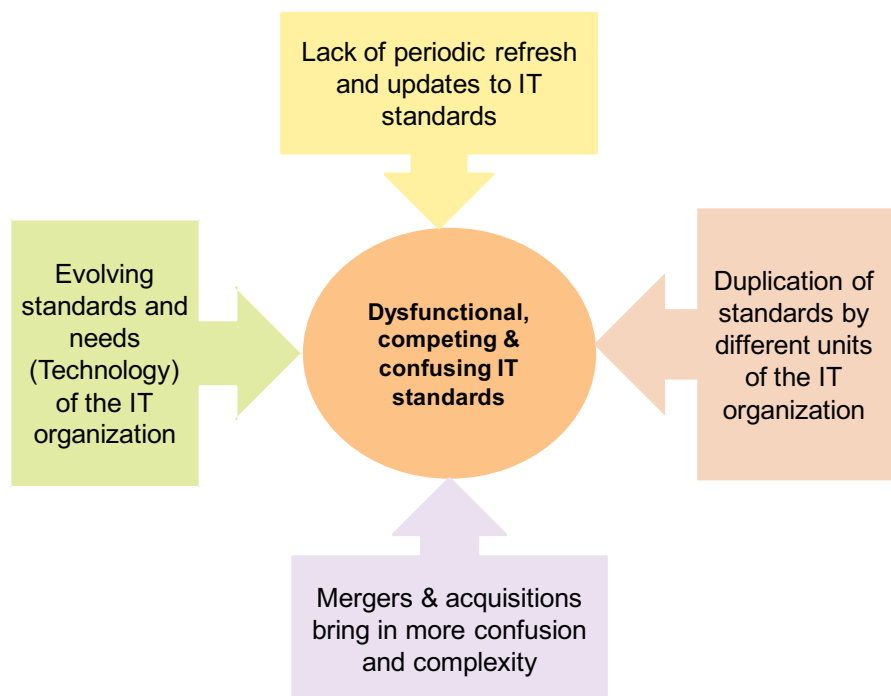 Lack of periodic refresh
and updates to IT
standards
Evolving
standards and
needs
(Technology)
of the IT
organization
Dysfunctional,
competing &
confusing IT
standards
Duplication of
standards by
different units
of the IT
organization
Mergers & acquisitions
bring in more confusion
and complexity